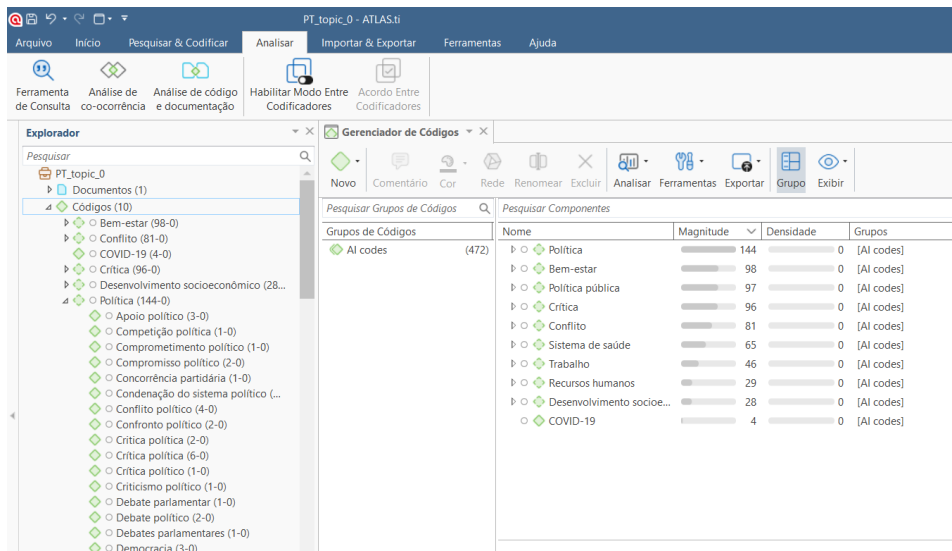 PT_topic_0 - ATLAS.ti
Arquivo Início Pesquisar & Codificar Analisar Importar & Exportar Ferramentas Ajuda
Ferramenta de Consulta
Análise de co-ocorrência
Análise de código e documentação
Habilitar Modo Entre Codificadores
Acordo Entre Codificadores
Explorador
Pesquisar
PT_topic_0
Documentos (1)
Códigos (10)
Bem-estar (98-0)
Conflito (81-0)
COVID-19 (4-0)
Crítica (96-0)
Desenvolvimento socioeconômico (28...
Política (144-0)
Apoio político (3-0)
Competição política (1-0)
Comprometimento político (1-0)
Compromisso político (2-0)
Concorrência partidária (1-0)
Condenação do sistema político (...
Conflito político (4-0)
Confronto político (2-0)
Critica política (2-0)
Crítica política (6-0)
Crítica político (1-0)
Criticismo político (1-0)
Debate parlamentar (1-0)
Debate político (2-0)
Debates parlamentares (1-0)
Democracia (3-0)
Gerenciador de Códigos
Novo Comentário Cor Rede Renomear Excluir Analisar Ferramentas Exportar Grupo Exibir
Pesquisar Grupos de Códigos
Grupos de Códigos
AI codes (472)
Pesquisar Componentes
Nome Magnitude Densidade Grupos
Política 144 0 [AI codes]
Bem-estar 98 0 [AI codes]
Política pública 97 0 [AI codes]
Crítica 96 0 [AI codes]
Conflito 81 0 [AI codes]
Sistema de saúde 65 0 [AI codes]
Trabalho 46 0 [AI codes]
Recursos humanos 29 0 [AI codes]
Desenvolvimento socioe... 28 0 [AI codes]
COVID-19 4 0 [AI codes]